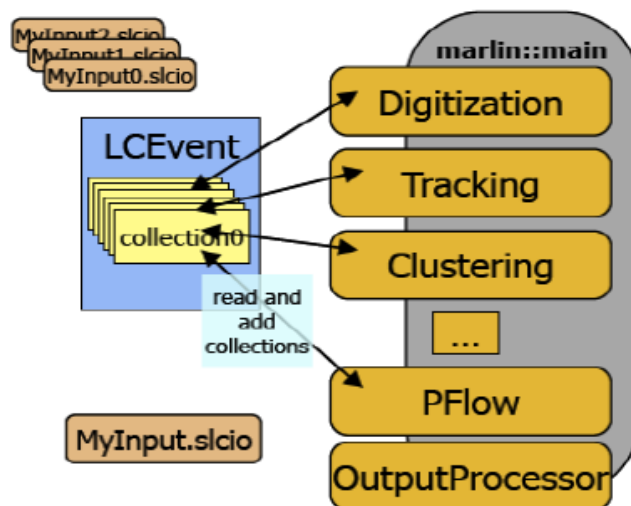 MyInput2.slcio
MyInput1.slcio
MyInput0.slcio
marlin::main
Digitization
LCEvent
Tracking
collection0
Clustering
read and
add
collections
...
PFlow
MyInput.slcio
OutputProcessor